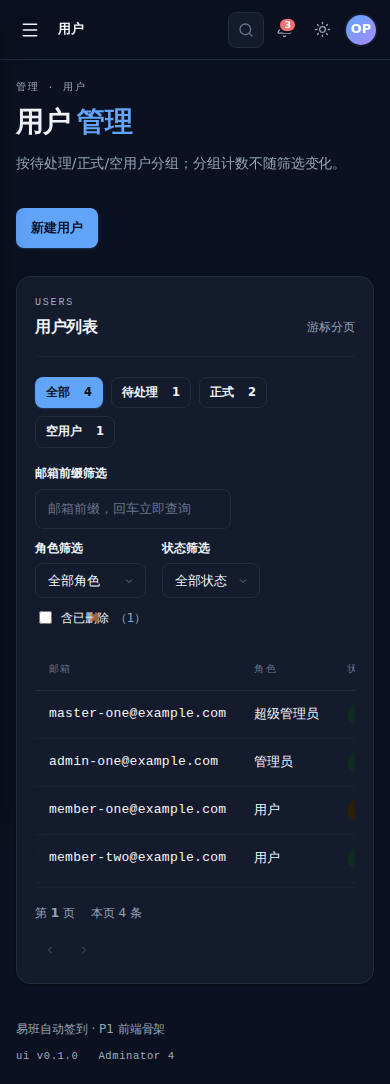 用户
3
OP
管理 · 用户
用户 管理
按待处理/正式/空用户分组；分组计数不随筛选变化。
新建用户
USERS
用户列表
游标分页
全部 4
待处理 1
正式 2
空用户 1
邮箱前缀筛选
邮箱前缀，回车立即查询
角色筛选 状态筛选
全部角色 全部状态
含已删除 （1）
邮箱 角色
master-one@example.com 超级管理员
admin-one@example.com 管理员
member-one@example.com 用户
member-two@example.com 用户
第 1 页 本页 4 条
易班自动签到 · P1 前端骨架
ui v0.1.0 Adminator 4